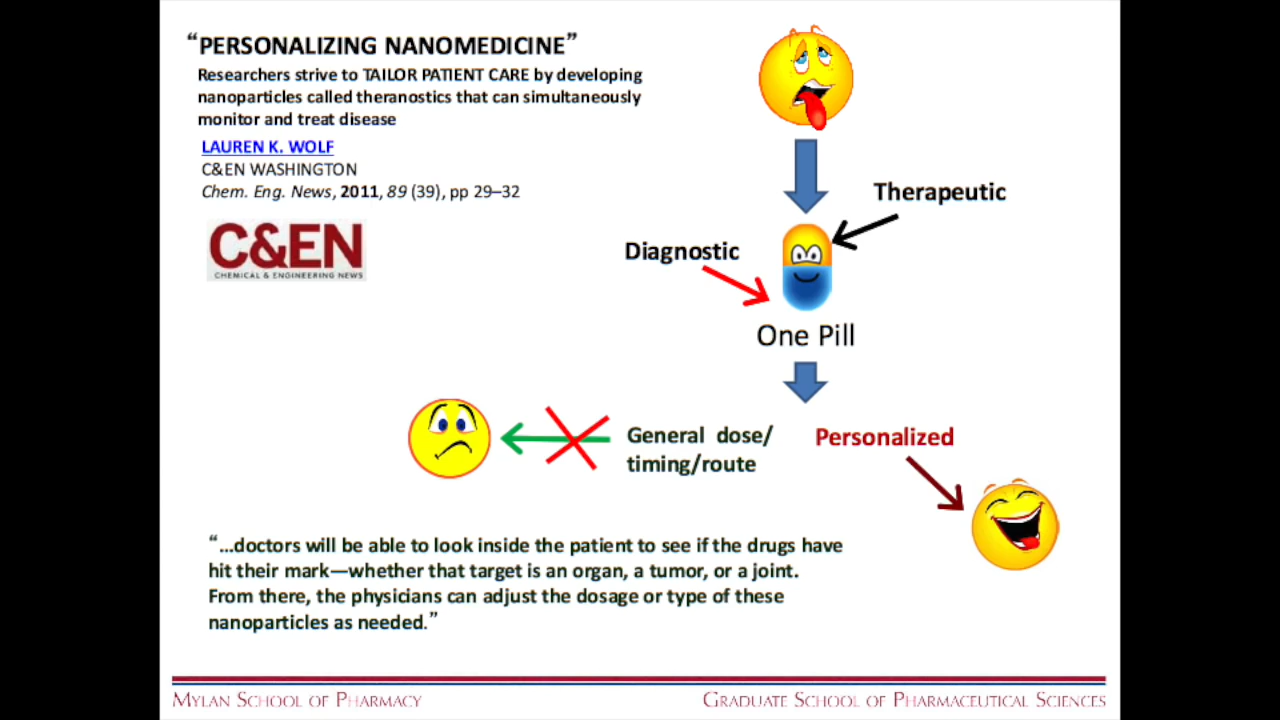 “PERSONALIZING NANOMEDICINE”
Researchers strive to TAILOR PATIENT CARE by developing
nanoparticles called theranostics that can simultaneously
monitor and treat disease
LAUREN K. WOLF
C&EN WASHINGTON
Chem. Eng. News, 2011, 89 (39), pp 29–32
C&EN
CHEMICAL & ENGINEERING NEWS
Therapeutic
Diagnostic
One Pill
General dose/
timing/route
Personalized
“...doctors will be able to look inside the patient to see if the drugs have
hit their mark—whether that target is an organ, a tumor, or a joint.
From there, the physicians can adjust the dosage or type of these
nanoparticles as needed.”
MYLAN SCHOOL OF PHARMACY
GRADUATE SCHOOL OF PHARMACEUTICAL SCIENCES